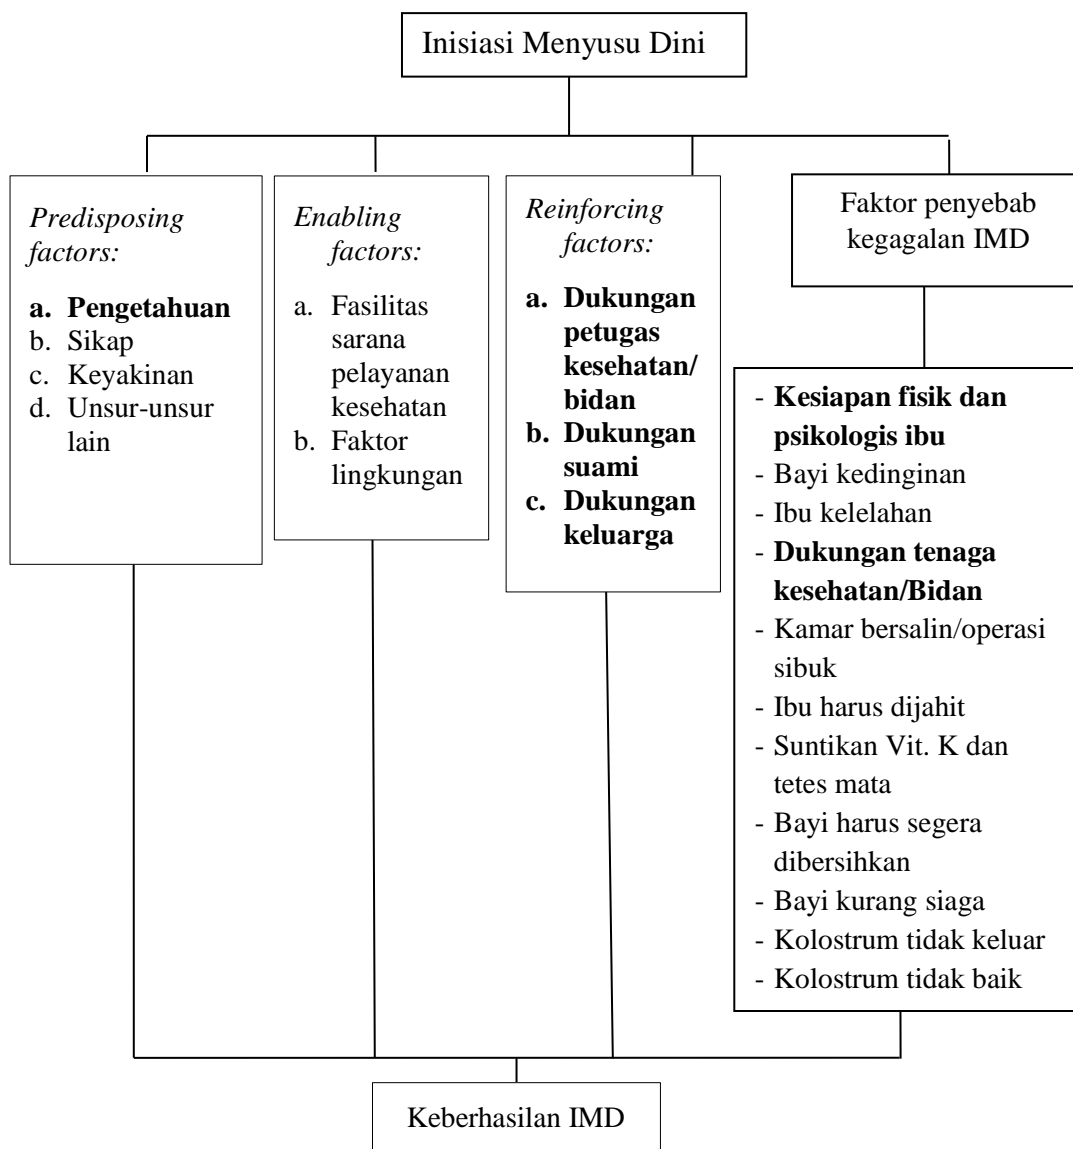 Inisiasi Menyusu Dini
Predisposing
factors:
a. Pengetahuan
b. Sikap
c. Keyakinan
d. Unsur-unsur
lain
Enabling
factors:
a. Fasilitas
sarana
pelayanan
kesehatan
b. Faktor
lingkungan
Reinforcing
factors:
a. Dukungan
petugas
kesehatan/
bidan
b. Dukungan
suami
c. Dukungan
keluarga
Faktor penyebab
kegagalan IMD
- Kesiapan fisik dan
psikologis ibu
- Bayi kedinginan
- Ibu kelelahan
- Dukungan tenaga
kesehatan/Bidan
- Kamar bersalin/operasi
sibuk
- Ibu harus dijahit
- Suntikan Vit. K dan
tetes mata
- Bayi harus segera
dibersihkan
- Bayi kurang siaga
- Kolostrum tidak keluar
- Kolostrum tidak baik
Keberhasilan IMD